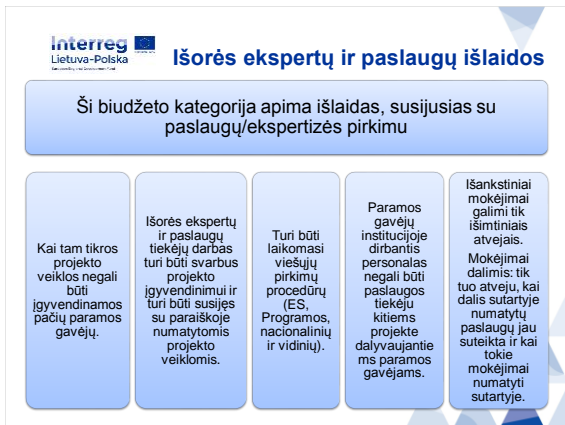 Interreg
Lietuva-Polska
European Regional Development Fund
Išorės ekspertų ir paslaugų išlaidos
Ši biudžeto kategorija apima išlaidas, susijusias su
paslaugų/ekspertizės pirkimu
Kai tam tikros
projekto
veiklos negali
būti
įgyvendinamos
pačių paramos
gavėjų.
Išorės ekspertų
ir paslaugų
tiekėjų darbas
turi būti svarbus
projekto
įgyvendinimui ir
turi būti susijęs
su paraiškoje
numatytomis
projekto
veiklomis.
Turi būti
laikomasi
viešųjų
pirkimų
procedūrų
(ES,
Programos,
nacionalinių
ir vidinių).
Paramos
gavėjų
institucijoje
dirbantis
personalas
negali būti
paslaugos
tiekėju
kitiems
projekte
dalyvaujantie
ms paramos
gavėjams.
Išankstiniai
mokėjimai
galimi tik
išimtiniais
atvejais.
Mokėjimai
dalimis: tik
tuo atveju, kai
dalis sutartyje
numatytų
paslaugų jau
suteikta ir kai
tokie
mokėjimai
numatyti
sutartyje.